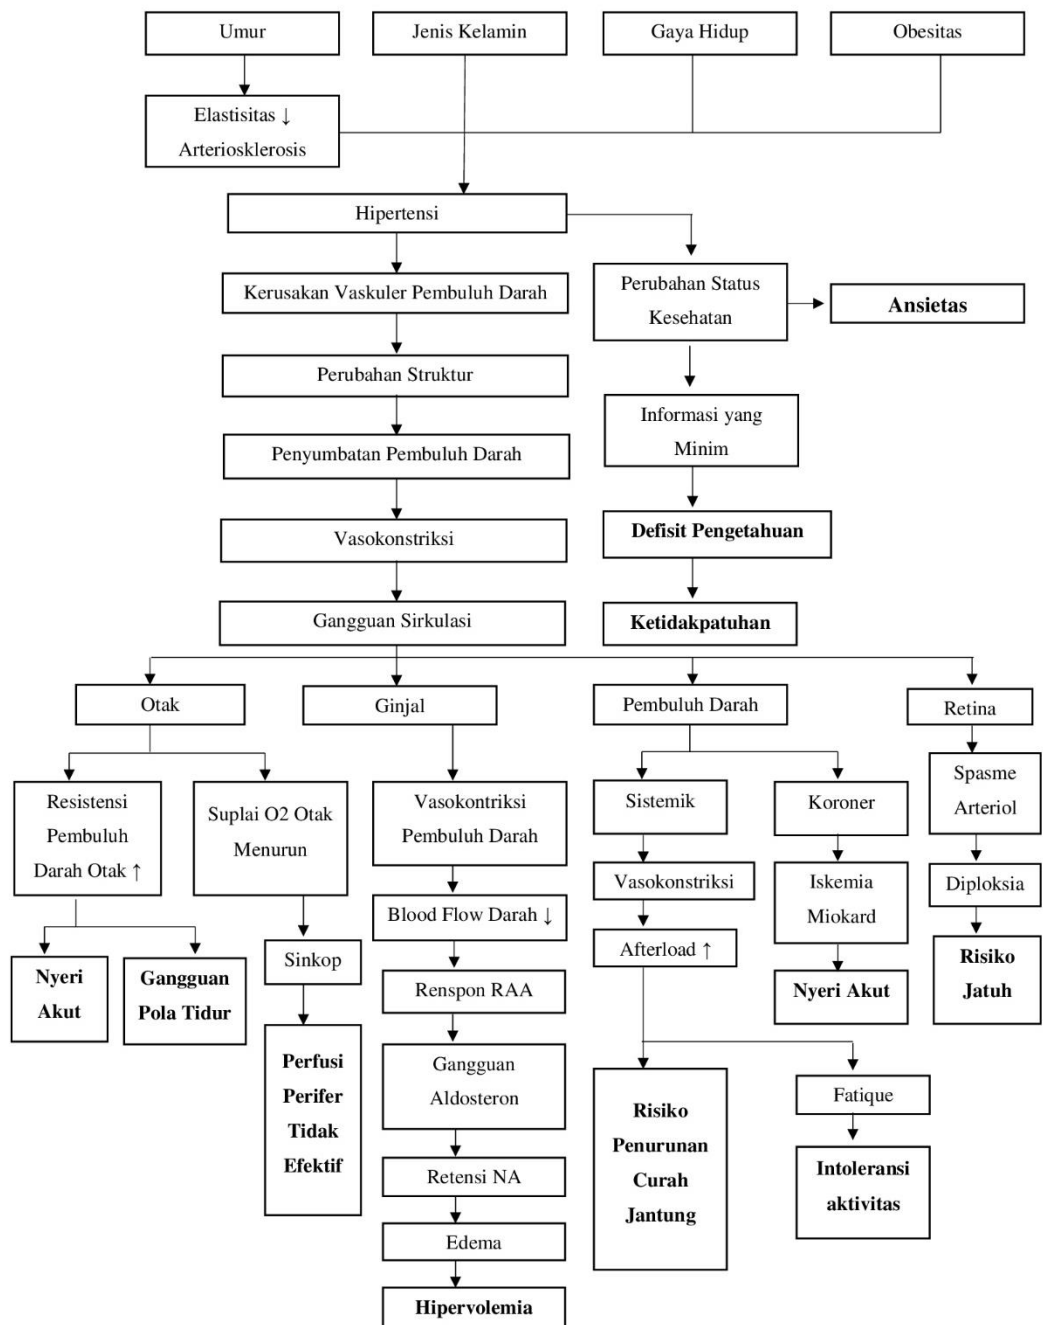 Umur
Jenis Kelamin
Gaya Hidup
Obesitas
Elastisitas ↓
Arteriosklerosis
Hipertensi
Kerusakan Vaskuler Pembuluh Darah
Perubahan Status
Kesehatan
Ansietas
Perubahan Struktur
Informasi yang
Minim
Penyumbatan Pembuluh Darah
Defisit Pengetahuan
Vasokonstriksi
Ketidakpatuhan
Gangguan Sirkulasi
Otak
Ginjal
Pembuluh Darah
Retina
Resistensi
Pembuluh
Darah Otak ↑
Suplai O2 Otak
Menurun
Vasokontriksi
Pembuluh Darah
Sistemik
Koroner
Spasme
Arteriol
Vasokonstriksi
Iskemia
Miokard
Diploksia
Blood Flow Darah ↓
Afterload ↑
Nyeri
Akut
Gangguan
Pola Tidur
Sinkop
Renspon RAA
Nyeri Akut
Risiko
Jatuh
Perfusi
Perifer
Tidak
Efektif
Gangguan
Aldosteron
Risiko
Penurunan
Curah
Jantung
Fatique
Retensi NA
Intoleransi
aktivitas
Edema
Hipervolemia